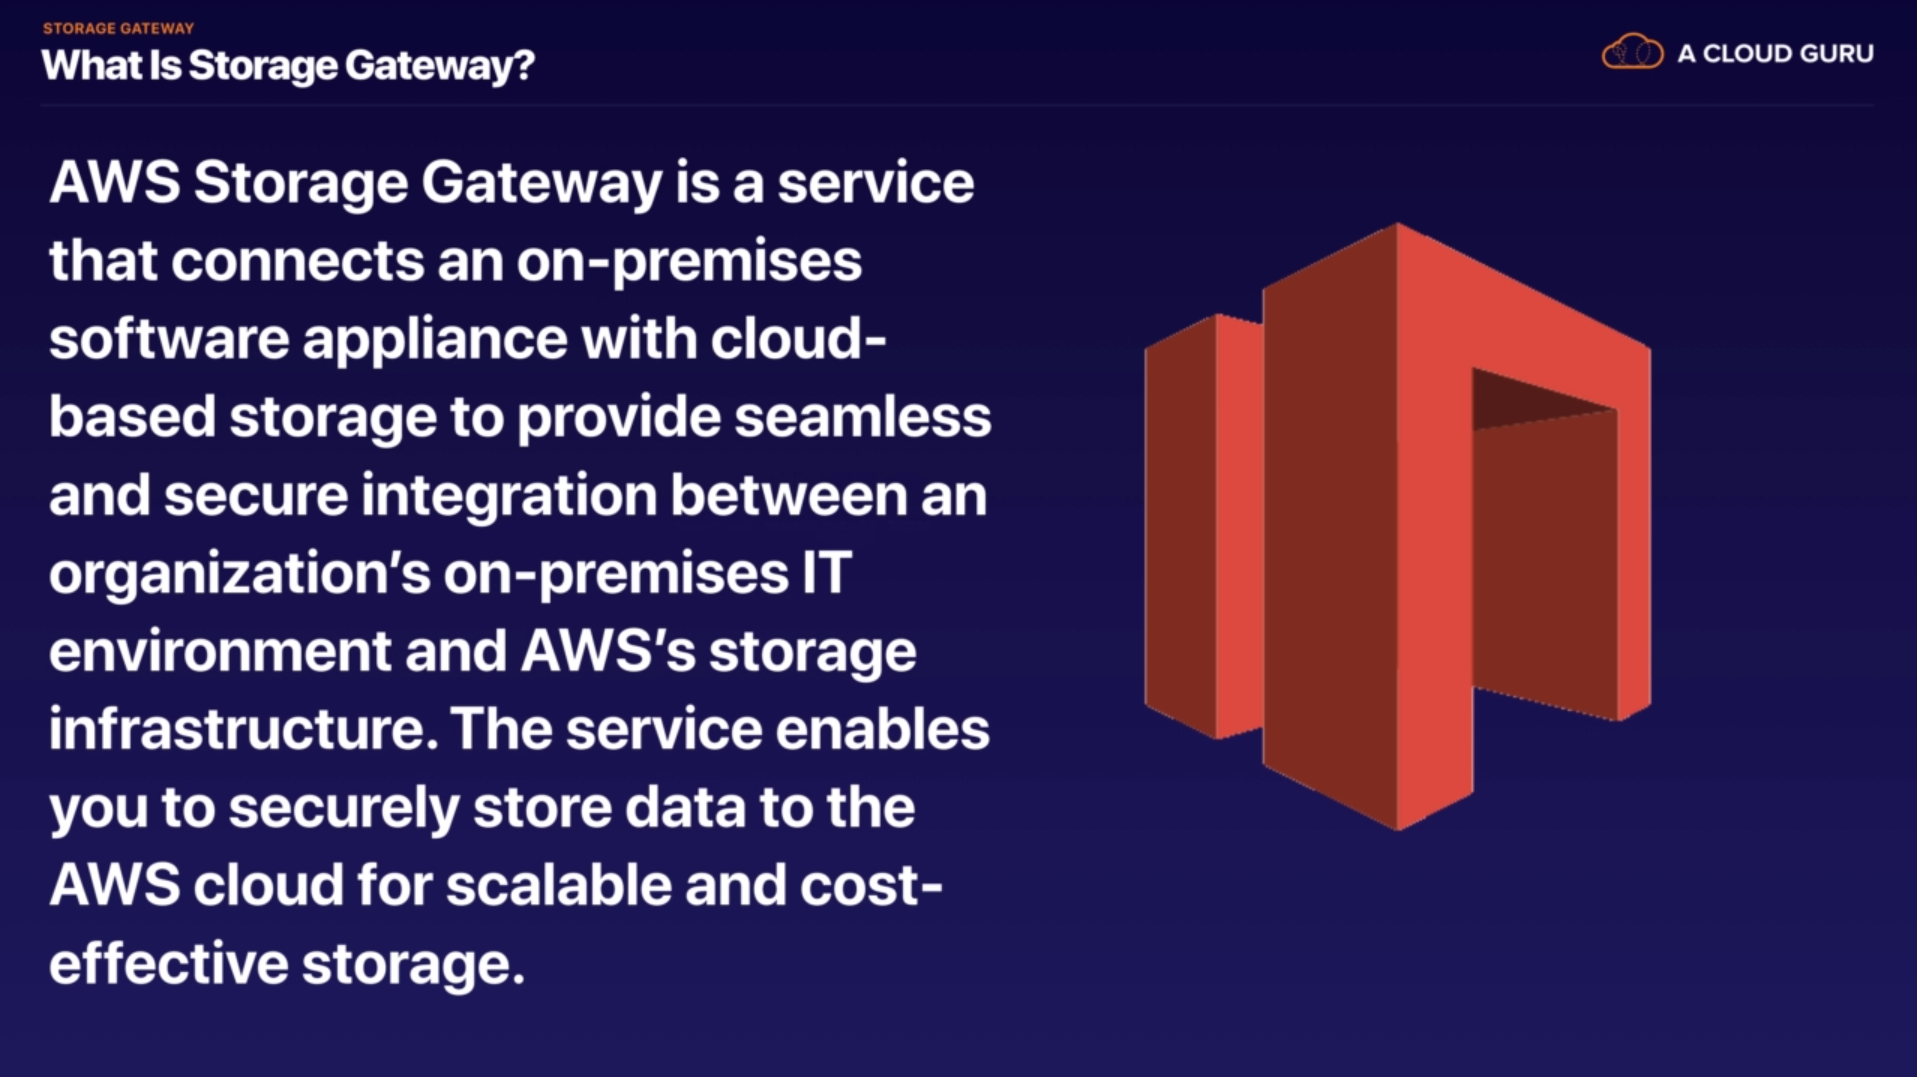 STORAGE GATEWAY
What Is Storage Gateway?
A CLOUD GURU
AWS Storage Gateway is a service
that connects an on-premises
software appliance with cloud-
based storage to provide seamless
and secure integration between an
organization’s on-premises IT
environment and AWS’s storage
infrastructure. The service enables
you to securely store data to the
AWS cloud for scalable and cost-
effective storage.